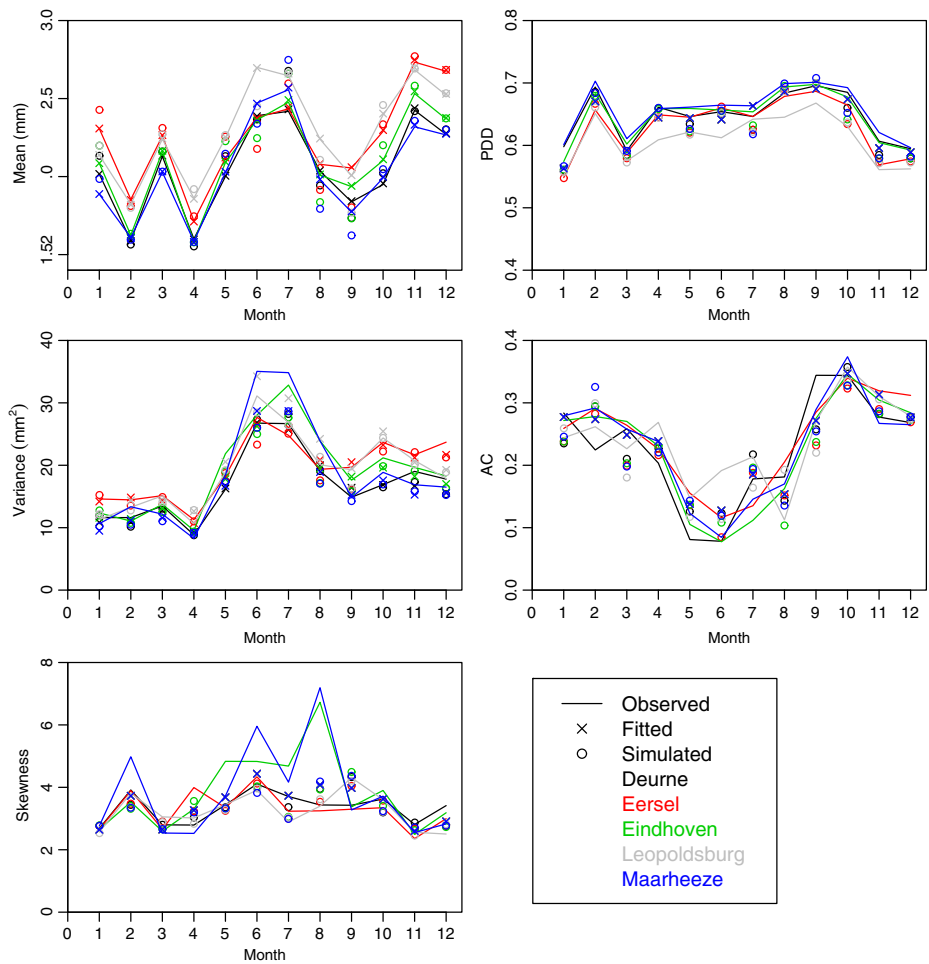 3.0
2.5
.0
1.52
Mean (mm)
0 1 2 3 4 5 6 7 8 9 10 11 12
Month
0.8
0.7
0.6
0.5
0.4
PDD
0 1 2 3 4 5 6 7 8 9 10 11 12
Month
40
30
20
10
0
Variance (mm²)
0 1 2 3 4 5 6 7 8 9 10 11 12
Month
0.4
0.3
0.2
0.1
0.0
AC
0 1 2 3 4 5 6 7 8 9 10 11 12
Month
8
6
4
2
0
Skewness
0 1 2 3 4 5 6 7 8 9 10 11 12
Month
Observed
Fitted
Simulated
Deurne
Eersel
Eindhoven
Leopoldsburg
Maarheeze